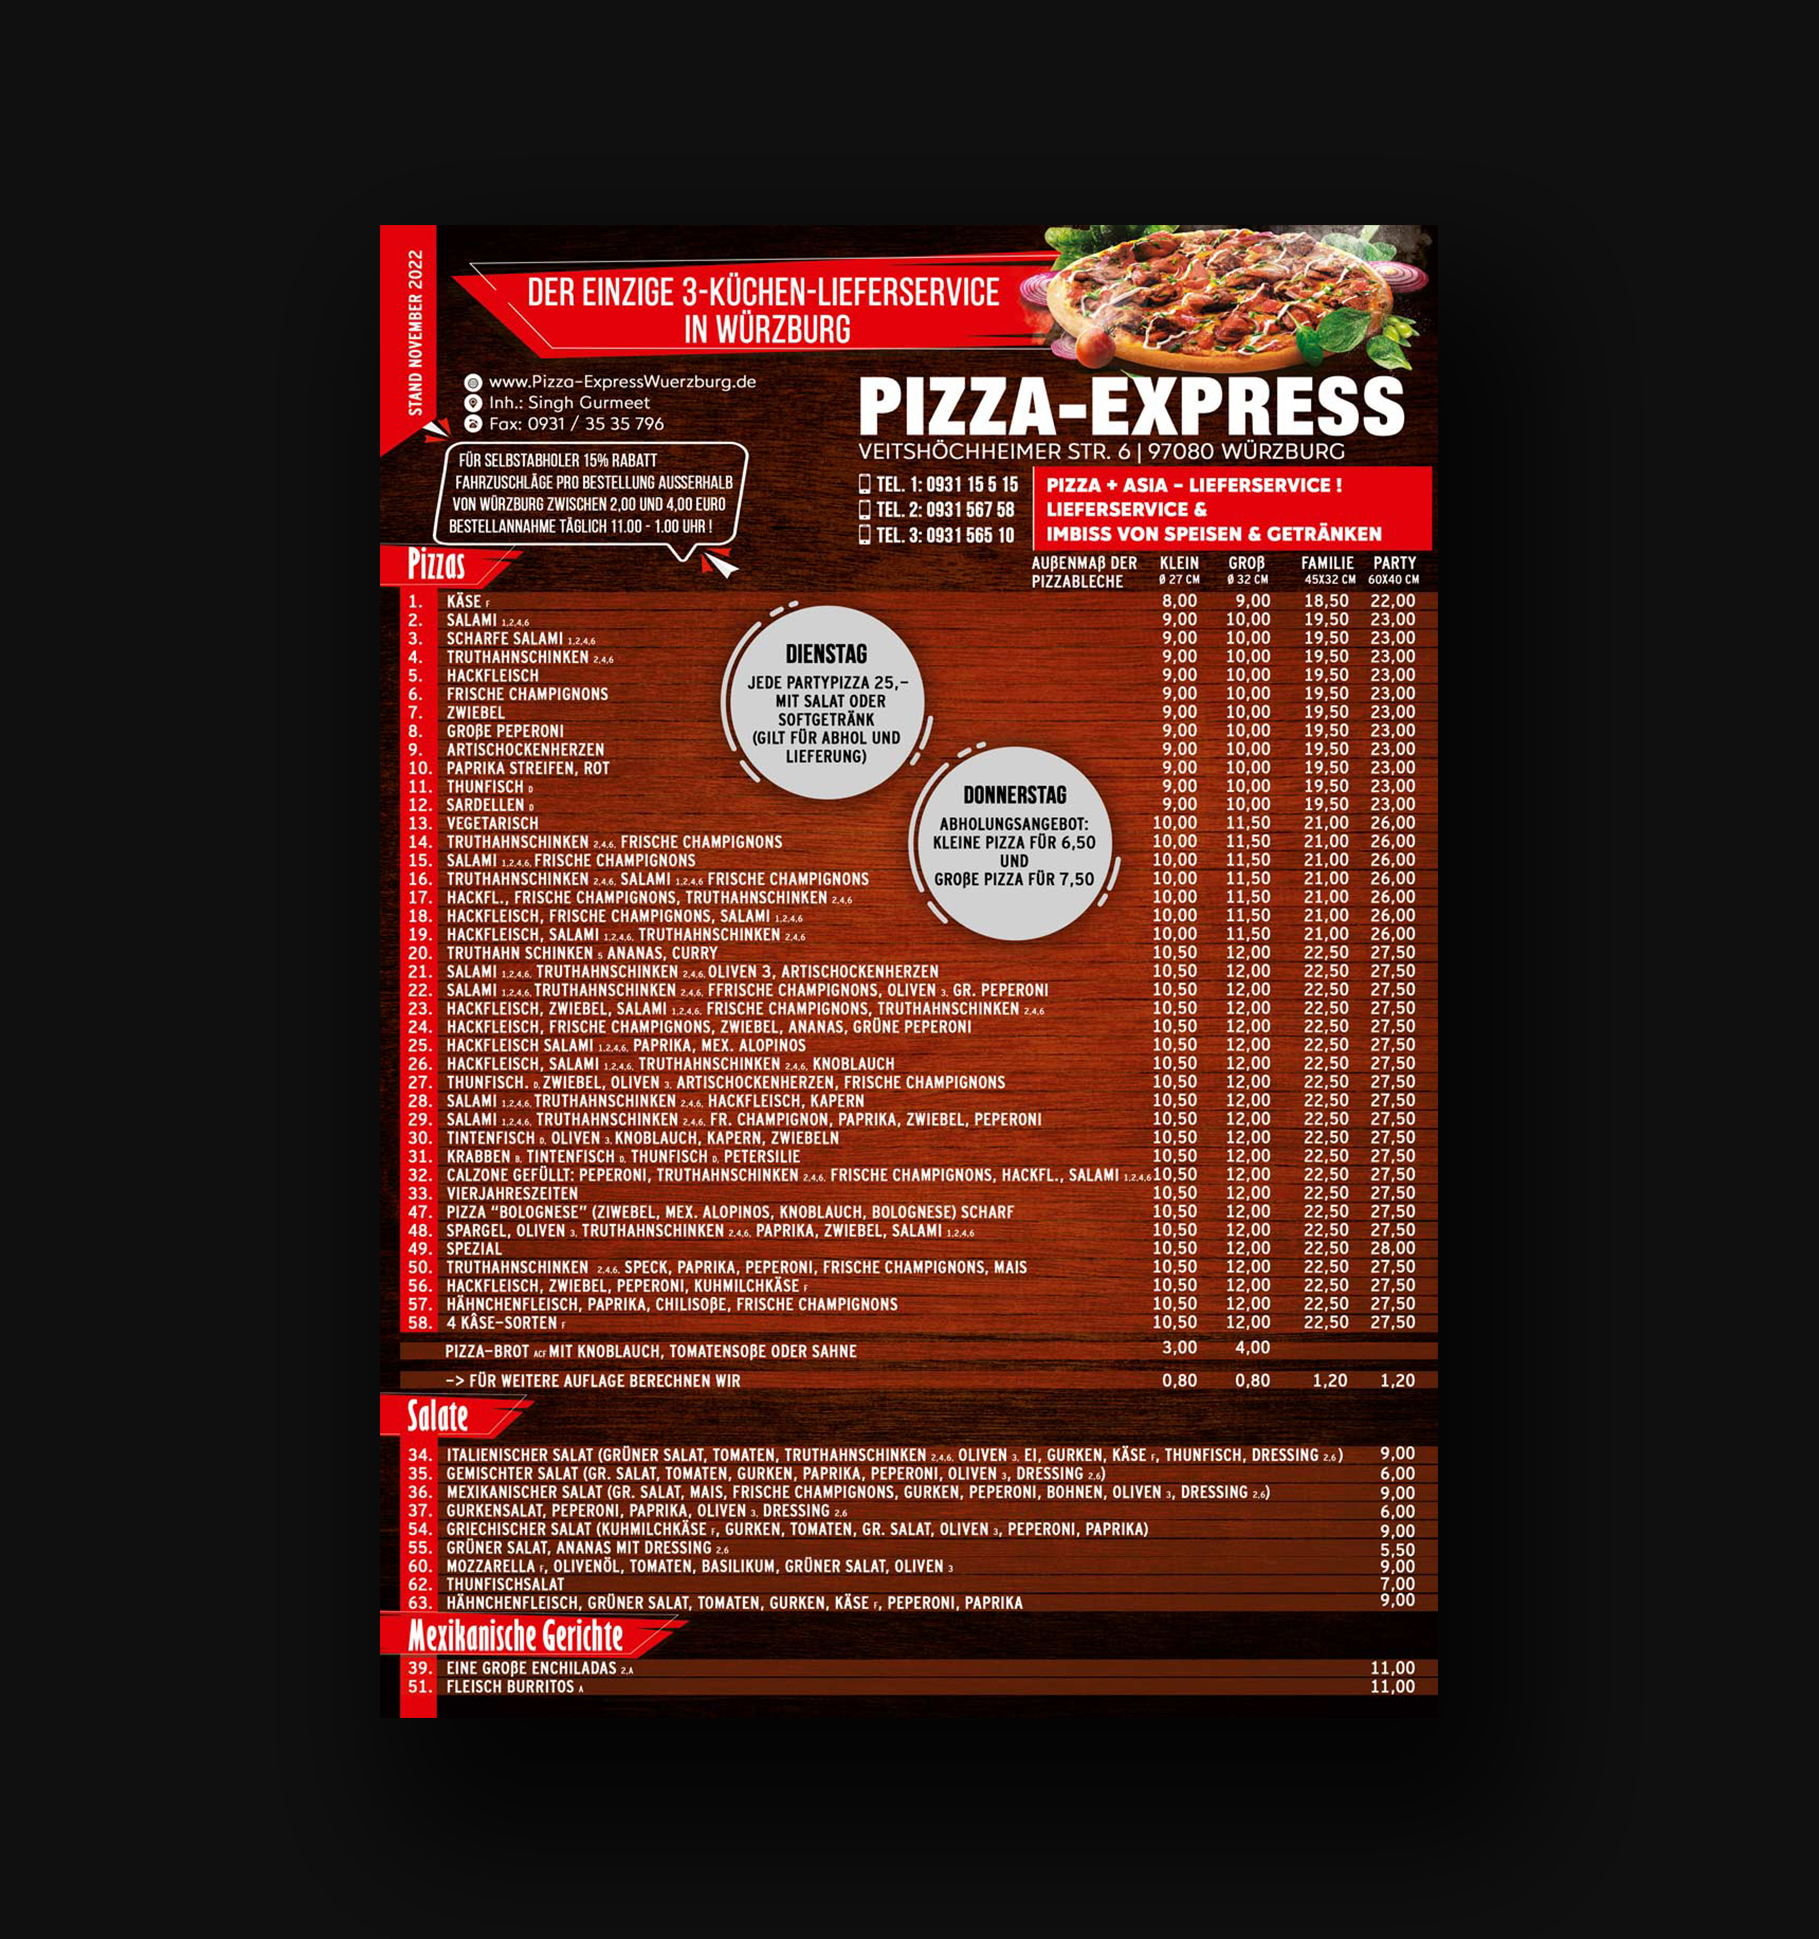 STAND NOVEMBER 2022
DER EINZIGE 3-KÜCHEN-LIEFERSERVICE
IN WÜRZBURG
www.Pizza-ExpressWuerzburg.de
Inh.: Singh Gurmeet
Fax: 0931 / 35 35 796
FÜR SELBSTABHOLER 15% RABATT
FAHRZUSCHLÄGE PRO BESTELLUNG AUSSERHALB
VON WÜRZBURG ZWISCHEN 2,00 UND 4,00 EURO
BESTELLANNAHME TÄGLICH 11.00 - 1.00 UHR !
PIZZA-EXPRESS
VEITSHÖCHHEIMER STR. 6 | 97080 WÜRZBURG
TEL. 1: 0931 15 5 15
TEL. 2: 0931 567 58
TEL. 3: 0931 565 10
PIZZA + ASIA - LIEFERSERVICE !
LIEFERSERVICE &
IMBISS VON SPEISEN & GETRÄNKEN
Pizzas
AUßENMAß DER PIZZABLECHE KLEIN Ø 27 CM GROß Ø 32 CM FAMILIE 45X32 CM PARTY 60X40 CM
1. KÄSE F 8,00 9,00 18,50 22,00
2. SALAMI 1,2,4,6 9,00 10,00 19,50 23,00
3. SCHARFE SALAMI 1,2,4,6 9,00 10,00 19,50 23,00
4. TRUTHAHNSCHINKEN 2,4,6 9,00 10,00 19,50 23,00
5. HACKFLEISCH 9,00 10,00 19,50 23,00
6. FRISCHE CHAMPIGNONS 9,00 10,00 19,50 23,00
7. ZWIEBEL 9,00 10,00 19,50 23,00
8. GROßE PEPERONI 9,00 10,00 19,50 23,00
9. ARTISCHOCKENHERZEN 9,00 10,00 19,50 23,00
10. PAPRIKA STREIFEN, ROT 9,00 10,00 19,50 23,00
11. THUNFISCH D 9,00 10,00 19,50 23,00
12. SARDELLEN D 9,00 10,00 19,50 23,00
13. VEGETARISCH 10,00 11,50 21,00 26,00
14. TRUTHAHNSCHINKEN 2,4,6, FRISCHE CHAMPIGNONS 10,00 11,50 21,00 26,00
15. SALAMI 1,2,4,6, FRISCHE CHAMPIGNONS 10,00 11,50 21,00 26,00
16. TRUTHAHNSCHINKEN 2,4,6, SALAMI 1,2,4,6 FRISCHE CHAMPIGNONS 10,00 11,50 21,00 26,00
17. HACKFL., FRISCHE CHAMPIGNONS, TRUTHAHNSCHINKEN 2,4,6 10,00 11,50 21,00 26,00
18. HACKFLEISCH, FRISCHE CHAMPIGNONS, SALAMI 1,2,4,6 10,00 11,50 21,00 26,00
19. HACKFLEISCH, SALAMI 1,2,4,6, TRUTHAHNSCHINKEN 2,4,6 10,00 11,50 21,00 26,00
20. TRUTHAHN SCHINKEN 5 ANANAS, CURRY 10,50 12,00 22,50 27,50
21. SALAMI 1,2,4,6, TRUTHAHNSCHINKEN 2,4,6, OLIVEN 3, ARTISCHOCKENHERZEN 10,50 12,00 22,50 27,50
22. SALAMI 1,2,4,6, TRUTHAHNSCHINKEN 2,4,6, FFRISCHE CHAMPIGNONS, OLIVEN 3, GR. PEPERONI 10,50 12,00 22,50 27,50
23. HACKFLEISCH, ZWIEBEL, SALAMI 1,2,4,6, FRISCHE CHAMPIGNONS, TRUTHAHNSCHINKEN 2,4,6 10,50 12,00 22,50 27,50
24. HACKFLEISCH, FRISCHE CHAMPIGNONS, ZWIEBEL, ANANAS, GRÜNE PEPERONI 10,50 12,00 22,50 27,50
25. HACKFLEISCH SALAMI 1,2,4,6, PAPRIKA, MEX. ALOPINOS 10,50 12,00 22,50 27,50
26. HACKFLEISCH, SALAMI 1,2,4,6, TRUTHAHNSCHINKEN 2,4,6, KNOBLAUCH 10,50 12,00 22,50 27,50
27. THUNFISCH. D, ZWIEBEL, OLIVEN 3, ARTISCHOCKENHERZEN, FRISCHE CHAMPIGNONS 10,50 12,00 22,50 27,50
28. SALAMI 1,2,4,6, TRUTHAHNSCHINKEN 2,4,6, HACKFLEISCH, KAPERN 10,50 12,00 22,50 27,50
29. SALAMI 1,2,4,6, TRUTHAHNSCHINKEN 2,4,6, FR. CHAMPIGNON, PAPRIKA, ZWIEBEL, PEPERONI 10,50 12,00 22,50 27,50
30. TINTENFISCH D, OLIVEN 3, KNOBLAUCH, KAPERN, ZWIEBELN 10,50 12,00 22,50 27,50
31. KRABBEN B, TINTENFISCH D, THUNFISCH D, PETERSILIE 10,50 12,00 22,50 27,50
32. CALZONE GEFÜLLT: PEPERONI, TRUTHAHNSCHINKEN 2,4,6, FRISCHE CHAMPIGNONS, HACKFL., SALAMI 1,2,4,6 10,50 12,00 22,50 27,50
33. VIERJAHRESZEITEN 10,50 12,00 22,50 27,50
47. PIZZA “BOLOGNESE” (ZIWEBEL, MEX. ALOPINOS, KNOBLAUCH, BOLOGNESE) SCHARF 10,50 12,00 22,50 27,50
48. SPARGEL, OLIVEN 3, TRUTHAHNSCHINKEN 2,4,6, PAPRIKA, ZWIEBEL, SALAMI 1,2,4,6 10,50 12,00 22,50 27,50
49. SPEZIAL 10,50 12,00 22,50 28,00
50. TRUTHAHNSCHINKEN 2,4,6, SPECK, PAPRIKA, PEPERONI, FRISCHE CHAMPIGNONS, MAIS 10,50 12,00 22,50 27,50
56. HACKFLEISCH, ZWIEBEL, PEPERONI, KUHMILCHKÄSE F 10,50 12,00 22,50 27,50
57. HÄHNCHENFLEISCH, PAPRIKA, CHILISOßE, FRISCHE CHAMPIGNONS 10,50 12,00 22,50 27,50
58. 4 KÂSE-SORTEN F 10,50 12,00 22,50 27,50
DIENSTAG
JEDE PARTYPIZZA 25,-
MIT SALAT ODER
SOFTGETRÄNK
(GILT FÜR ABHOL UND
LIEFERUNG)
DONNERSTAG
ABHOLUNGSANGEBOT:
KLEINE PIZZA FÜR 6,50
UND
GROßE PIZZA FÜR 7,50
PIZZA-BROT ACF MIT KNOBLAUCH, TOMATENSOßE ODER SAHNE 3,00 4,00
-> FÜR WEITERE AUFLAGE BERECHNEN WIR 0,80 0,80 1,20 1,20
Salate
34. ITALIENISCHER SALAT (GRÜNER SALAT, TOMATEN, TRUTHAHNSCHINKEN 2,4,6, OLIVEN 3, EI, GURKEN, KÄSE F, THUNFISCH, DRESSING 2,6) 9,00
35. GEMISCHTER SALAT (GR. SALAT, TOMATEN, GURKEN, PAPRIKA, PEPERONI, OLIVEN 3, DRESSING 2,6) 6,00
36. MEXIKANISCHER SALAT (GR. SALAT, MAIS, FRISCHE CHAMPIGNONS, GURKEN, PEPERONI, BOHNEN, OLIVEN 3, DRESSING 2,6) 9,00
37. GURKENSALAT, PEPERONI, PAPRIKA, OLIVEN 3, DRESSING 2,6 6,00
54. GRIECHISCHER SALAT (KUHMILCHKÄSE F, GURKEN, TOMATEN, GR. SALAT, OLIVEN 3, PEPERONI, PAPRIKA) 9,00
55. GRÜNER SALAT, ANANAS MIT DRESSING 2,6 5,50
60. MOZZARELLA F, OLIVENÖL, TOMATEN, BASILIKUM, GRÜNER SALAT, OLIVEN 3 9,00
62. THUNFISCHSALAT 7,00
63. HÄHNCHENFLEISCH, GRÜNER SALAT, TOMATEN, GURKEN, KÄSE F, PEPERONI, PAPRIKA 9,00
Mexikanische Gerichte
39. EINE GROßE ENCHILADAS 2,A 11,00
51. FLEISCH BURRITOS A 11,00